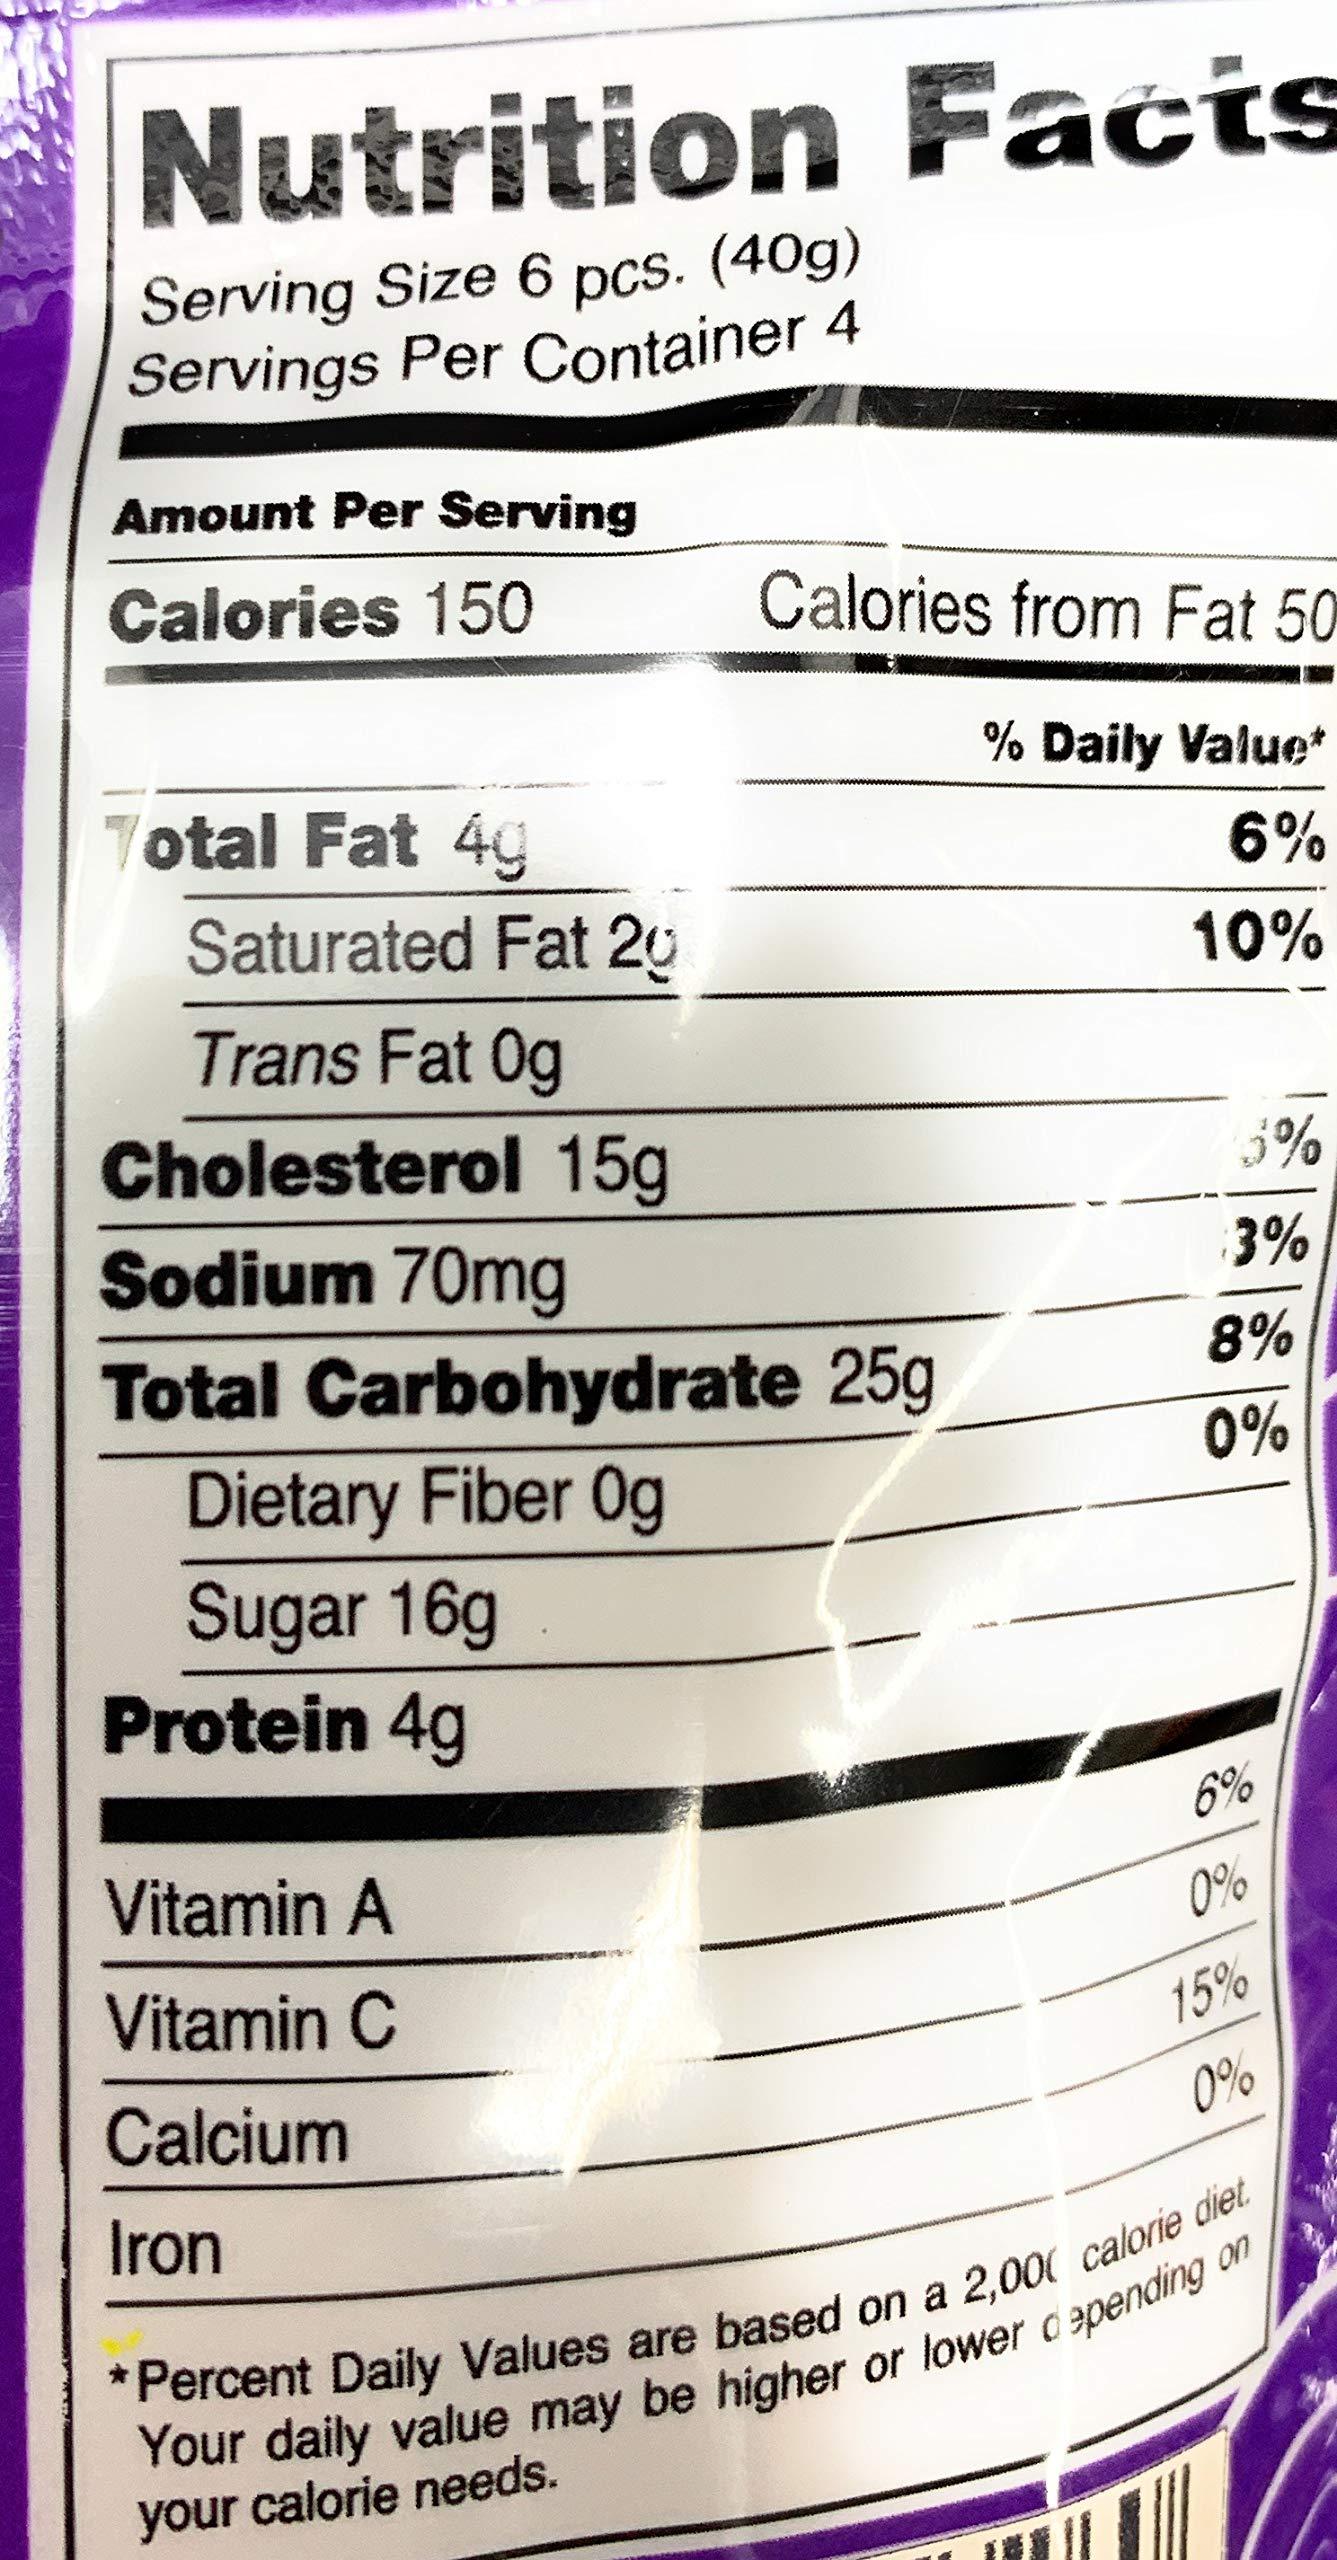 Nutrition Facts
Serving Size 6 pcs. (40g)
Servings Per Container 4
Amount Per Serving
Calories 150 Calories from Fat 50
% Daily Value*
Total Fat 4g 6%
Saturated Fat 2g 10%
Trans Fat 0g
Cholesterol 15g 5%
Sodium 70mg 3%
Total Carbohydrate 25g 8%
Dietary Fiber 0g 0%
Sugar 16g
Protein 4g
Vitamin A 6%
Vitamin C 0%
Calcium 15%
Iron 0%
*Percent Daily Values are based on a 2,000 calorie diet.
Your daily value may be higher or lower depending on
your calorie needs.